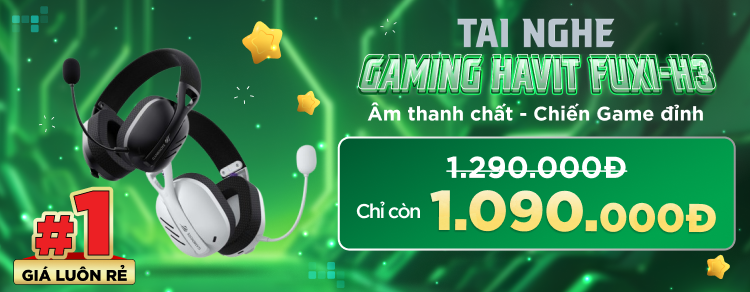 TAI NGHE
GAMING HAVIT FUXI-H3
Âm thanh chất - Chiến Game đỉnh
1.290.000Đ
Chỉ còn 1.090.000Đ
#1
GIÁ LUÔN RẺ